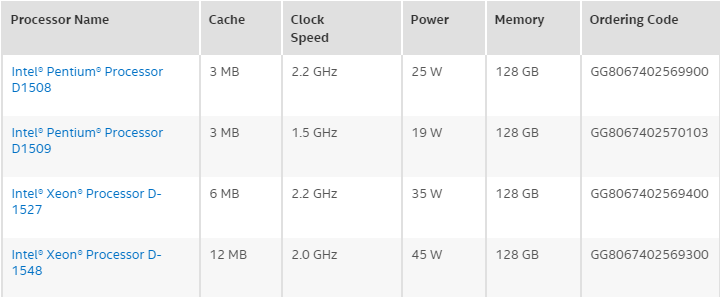 Processor Name Cache Clock Speed Power Memory Ordering Code
Intel® Pentium® Processor D1508 3 MB 2.2 GHz 25 W 128 GB GG8067402569900
Intel® Pentium® Processor D1509 3 MB 1.5 GHz 19 W 128 GB GG8067402570103
Intel® Xeon® Processor D-1527 6 MB 2.2 GHz 35 W 128 GB GG8067402569400
Intel® Xeon® Processor D-1548 12 MB 2.0 GHz 45 W 128 GB GG8067402569300